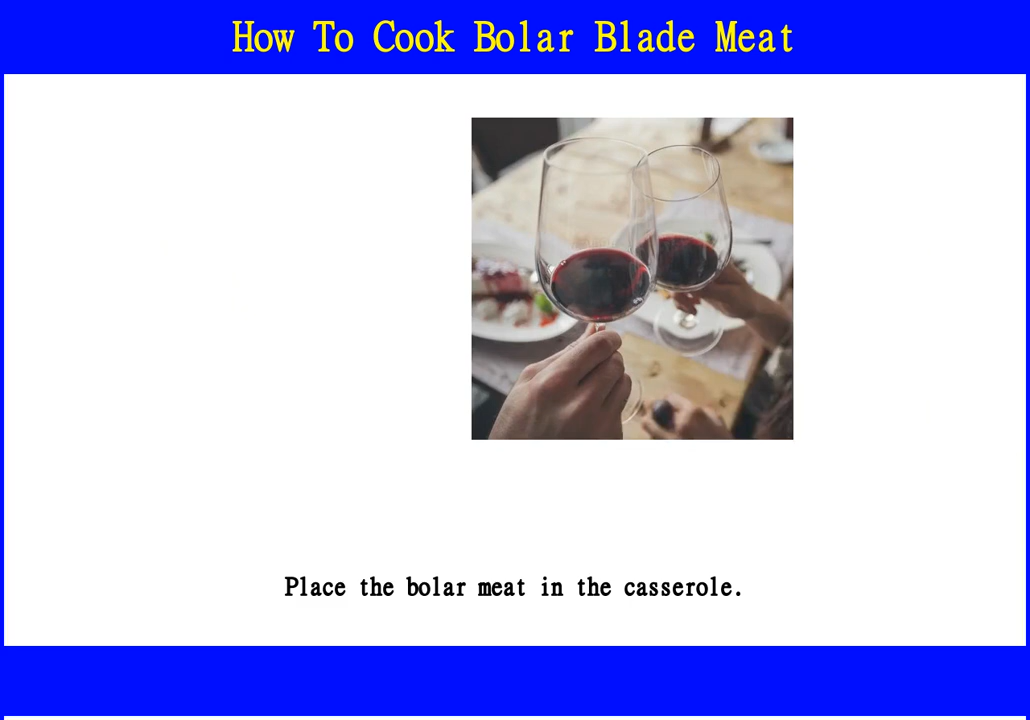 How To Cook Bolar Blade Meat
Place the bolar meat in the casserole.